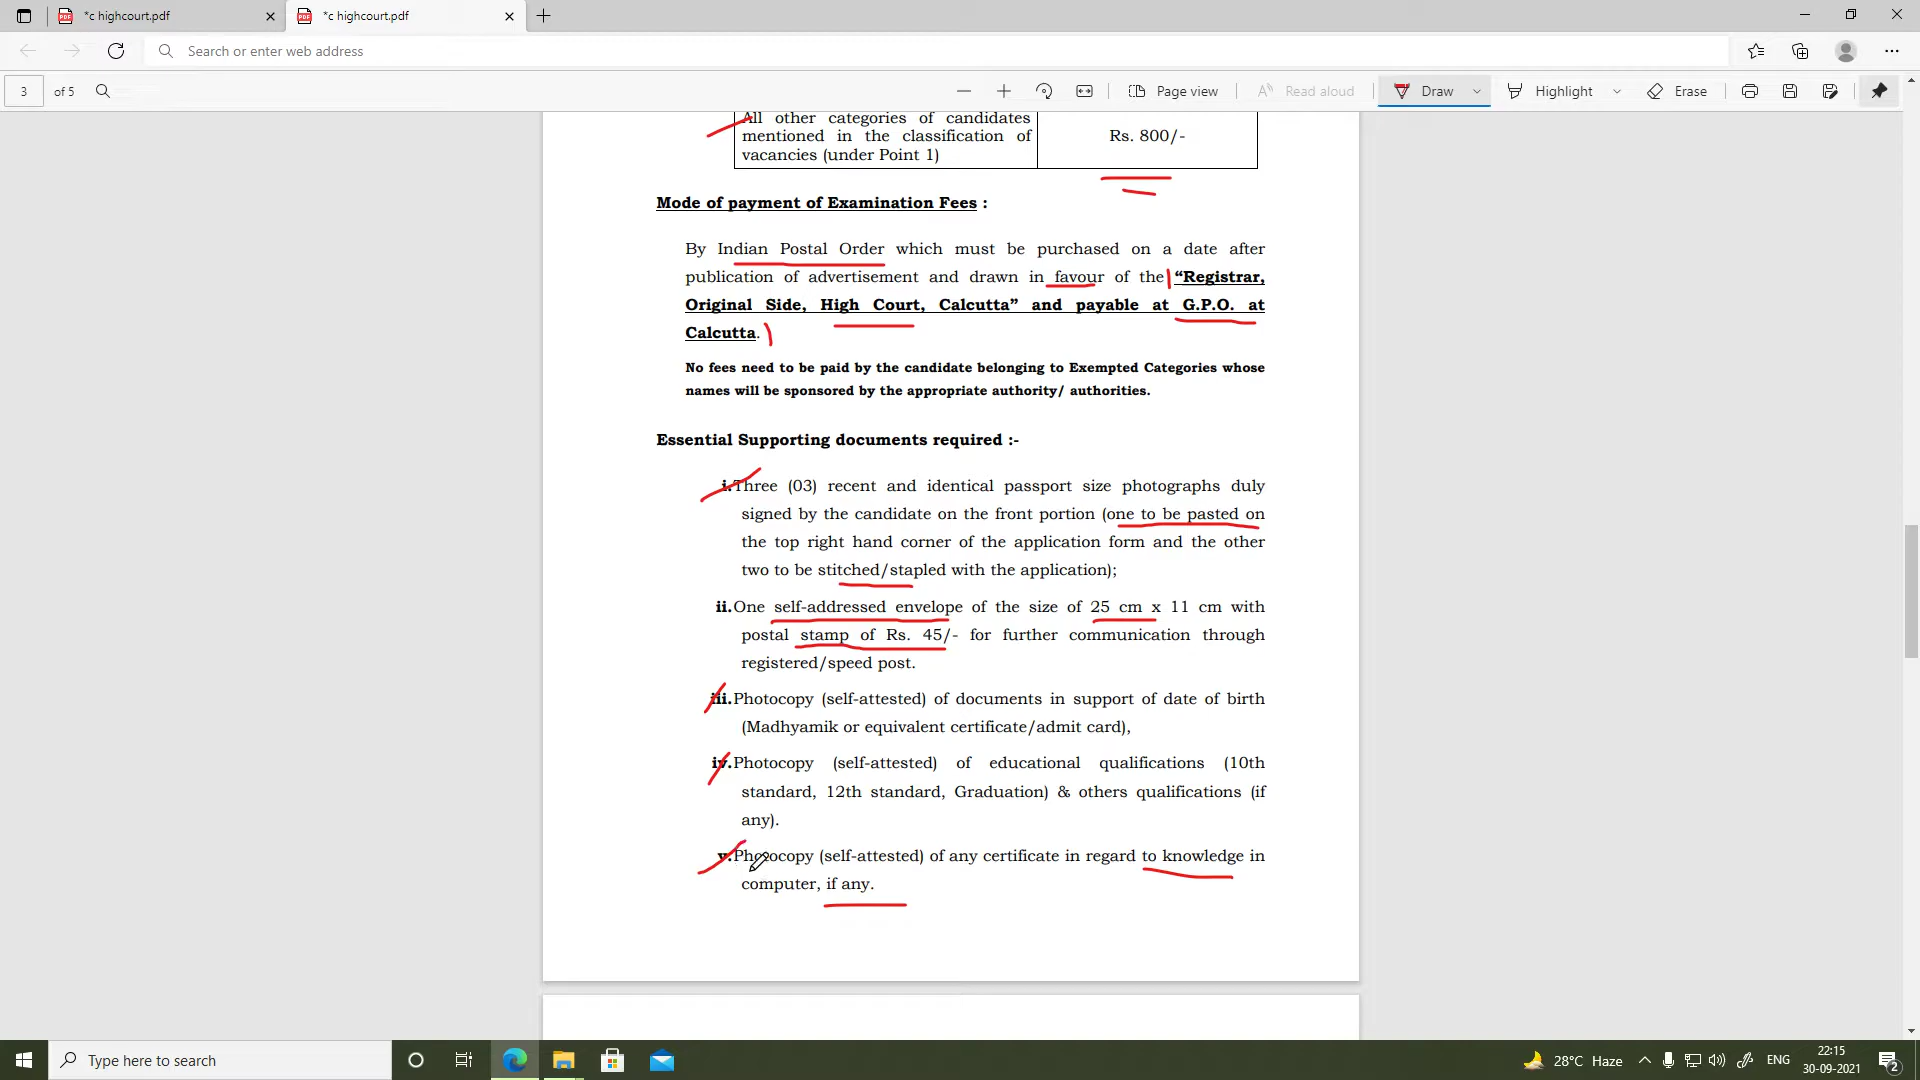 *c highcourt.pdf
*c highcourt.pdf
Search or enter web address
3 of 5
Page view
Read aloud
Draw
Highlight
Erase
All other categories of candidates
mentioned in the classification of
vacancies (under Point 1)
Rs. 800/-
Mode of payment of Examination Fees :
By Indian Postal Order which must be purchased on a date after
publication of advertisement and drawn in favour of the “Registrar,
Original Side, High Court, Calcutta” and payable at G.P.O. at
Calcutta.
No fees need to be paid by the candidate belonging to Exempted Categories whose
names will be sponsored by the appropriate authority/ authorities.
Essential Supporting documents required :-
i. Three (03) recent and identical passport size photographs duly
signed by the candidate on the front portion (one to be pasted on
the top right hand corner of the application form and the other
two to be stitched/stapled with the application);
ii. One self-addressed envelope of the size of 25 cm x 11 cm with
postal stamp of Rs. 45/- for further communication through
registered/speed post.
iii. Photocopy (self-attested) of documents in support of date of birth
(Madhyamik or equivalent certificate/admit card),
iv. Photocopy (self-attested) of educational qualifications (10th
standard, 12th standard, Graduation) & others qualifications (if
any).
v. Photocopy (self-attested) of any certificate in regard to knowledge in
computer, if any.
Type here to search
28°C Haze
ENG
22:15
30-09-2021
2